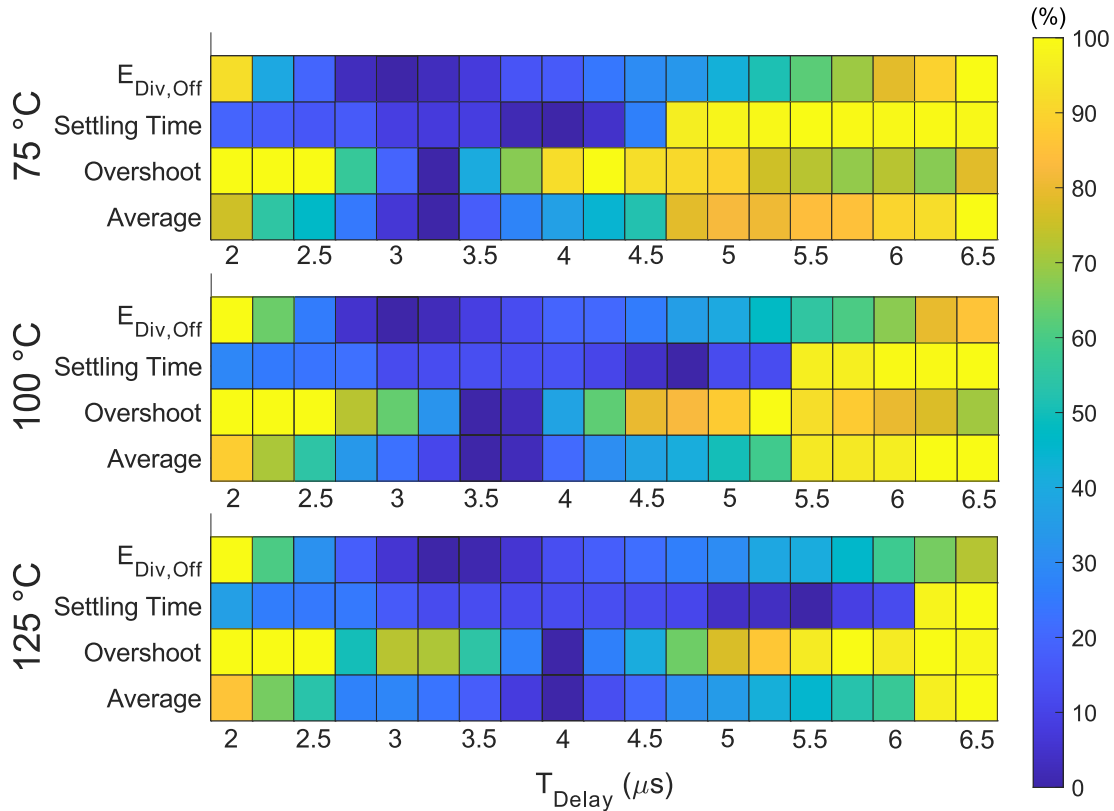 (%)
75 °C
E_Div,Off
Settling Time
Overshoot
Average
2 2.5 3 3.5 4 4.5 5 5.5 6 6.5
100 °C
E_Div,Off
Settling Time
Overshoot
Average
2 2.5 3 3.5 4 4.5 5 5.5 6 6.5
125 °C
E_Div,Off
Settling Time
Overshoot
Average
2 2.5 3 3.5 4 4.5 5 5.5 6 6.5
T_Delay (μs)
100
90
80
70
60
50
40
30
20
10
0